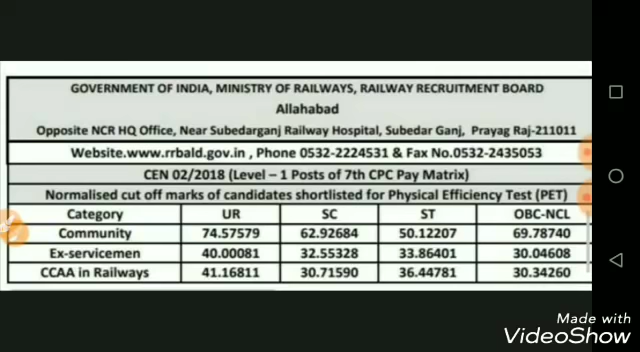 GOVERNMENT OF INDIA, MINISTRY OF RAILWAYS, RAILWAY RECRUITMENT BOARD
Allahabad
Opposite NCR HQ Office, Near Subedarganj Railway Hospital, Subedar Ganj, Prayag Raj-211011
Website.www.rrbald.gov.in , Phone 0532-2224531 & Fax No.0532-2435053
CEN 02/2018 (Level – 1 Posts of 7th CPC Pay Matrix)
Normalised cut off marks of candidates shortlisted for Physical Efficiency Test (PET)
Category UR SC ST OBC-NCL
Community 74.57579 62.92684 50.12207 69.78740
Ex-servicemen 40.00081 32.55328 33.86401 30.04608
CCAA in Railways 41.16811 30.71590 36.44781 30.34260
Made with
VideoShow